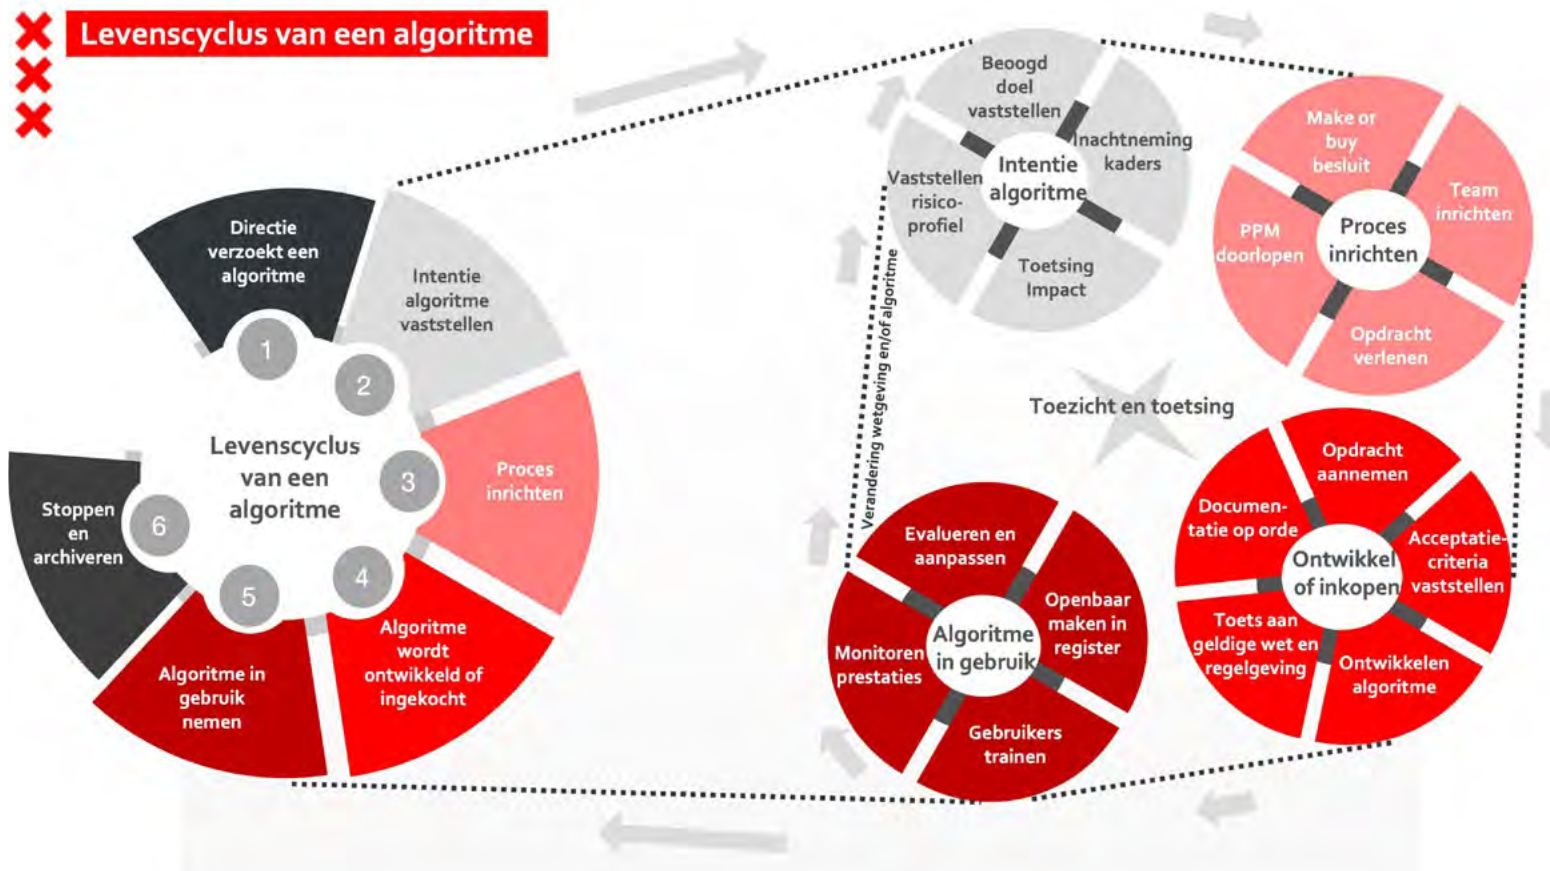 Levenscyclus van een algoritme
Directie
verzoekt een
algoritme
Intentie
algoritme
vaststellen
Proces
inrichten
Algoritme
wordt
ontwikkeld of
ingekocht
Algoritme in
gebruik
nemen
Stoppen
en
archiveren
1
2
3
4
5
6
Levenscyclus
van een
algoritme
Beoogd
doel
vaststellen
Inachtneming
kaders
Toetsing
Impact
Vaststellen
risico-
profiel
Intentie
algoritme
Make or
buy
besluit
Team
inrichten
Opdracht
verlenen
PPM
doorlopen
Proces
inrichten
Toezicht en toetsing
Verandering wetgeving en/of algoritme
Opdracht
aannemen
Acceptatie-
criteria
vaststellen
Ontwikkelen
algoritme
Toets aan
geldige wet en
regelgeving
Documen-
tatie op orde
Ontwikkel
of inkopen
Evalueren en
aanpassen
Openbaar
maken in
register
Gebruikers
trainen
Monitoren
prestaties
Algoritme
in gebruik